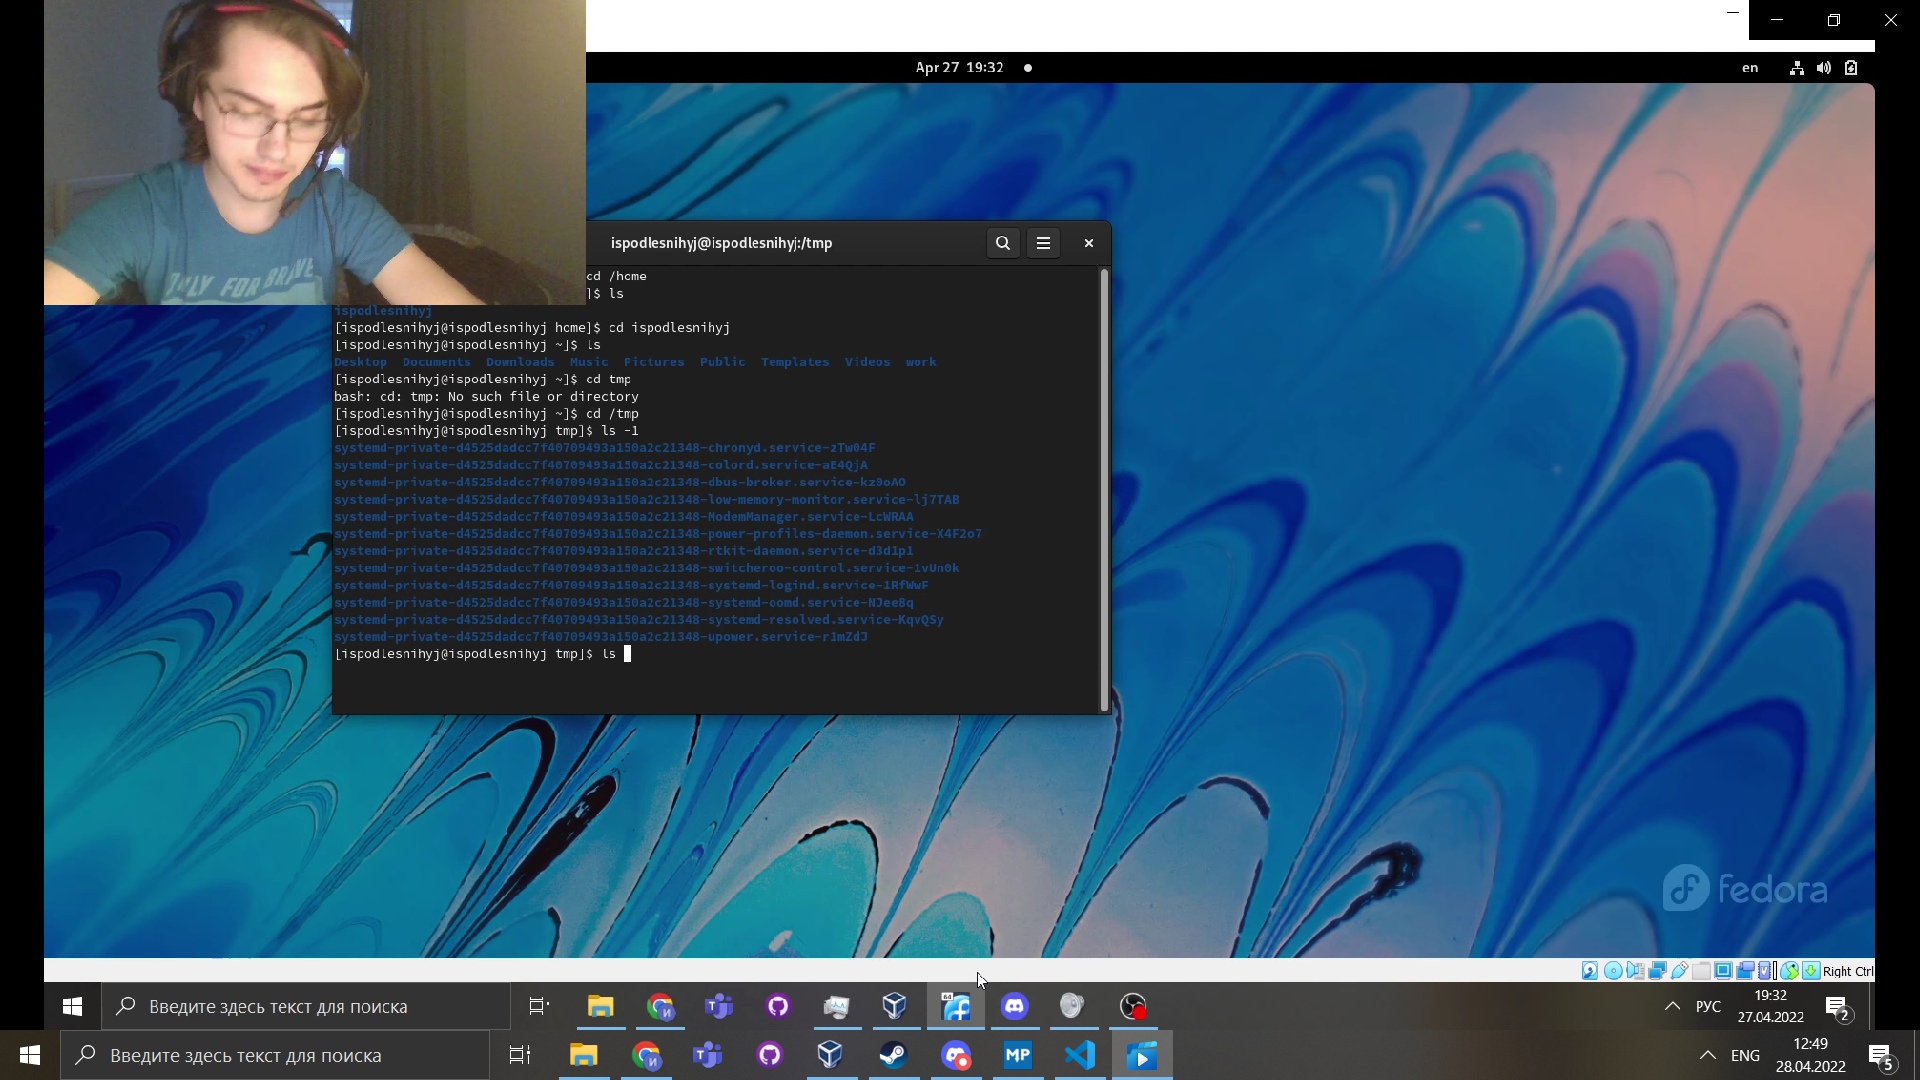 Apr 27 19:32
en
ONLY FOR BRAVE
ispodlesnihyj@ispodlesnihyj:/tmp
cd /home
]$ ls
ispodlesnihyj
[ispodlesnihyj@ispodlesnihyj home]$ cd ispodlesnihyj
[ispodlesnihyj@ispodlesnihyj ~]$ ls
Desktop Documents Downloads Music Pictures Public Templates Videos work
[ispodlesnihyj@ispodlesnihyj ~]$ cd tmp
bash: cd: tmp: No such file or directory
[ispodlesnihyj@ispodlesnihyj ~]$ cd /tmp
[ispodlesnihyj@ispodlesnihyj tmp]$ ls -1
systemd-private-d4525dadcc7f40709493a150a2c21348-chronyd.service-zTw04F
systemd-private-d4525dadcc7f40709493a150a2c21348-colord.service-aE4QjA
systemd-private-d4525dadcc7f40709493a150a2c21348-dbus-broker.service-kz9oAO
systemd-private-d4525dadcc7f40709493a150a2c21348-low-memory-monitor.service-lj7TAB
systemd-private-d4525dadcc7f40709493a150a2c21348-ModemManager.service-LcWRAA
systemd-private-d4525dadcc7f40709493a150a2c21348-power-profiles-daemon.service-X4F2o7
systemd-private-d4525dadcc7f40709493a150a2c21348-rtkit-daemon.service-d3d1p1
systemd-private-d4525dadcc7f40709493a150a2c21348-switcheroo-control.service-1vUn0k
systemd-private-d4525dadcc7f40709493a150a2c21348-systemd-logind.service-1RfWwF
systemd-private-d4525dadcc7f40709493a150a2c21348-systemd-oomd.service-NJee8q
systemd-private-d4525dadcc7f40709493a150a2c21348-systemd-resolved.service-KqvQSy
systemd-private-d4525dadcc7f40709493a150a2c21348-upower.service-r1mZdJ
[ispodlesnihyj@ispodlesnihyj tmp]$ ls
fedora
Right Ctrl
Введите здесь текст для поиска
64
РУС
19:32
27.04.2022
2
Введите здесь текст для поиска
MP
ENG
12:49
28.04.2022
5